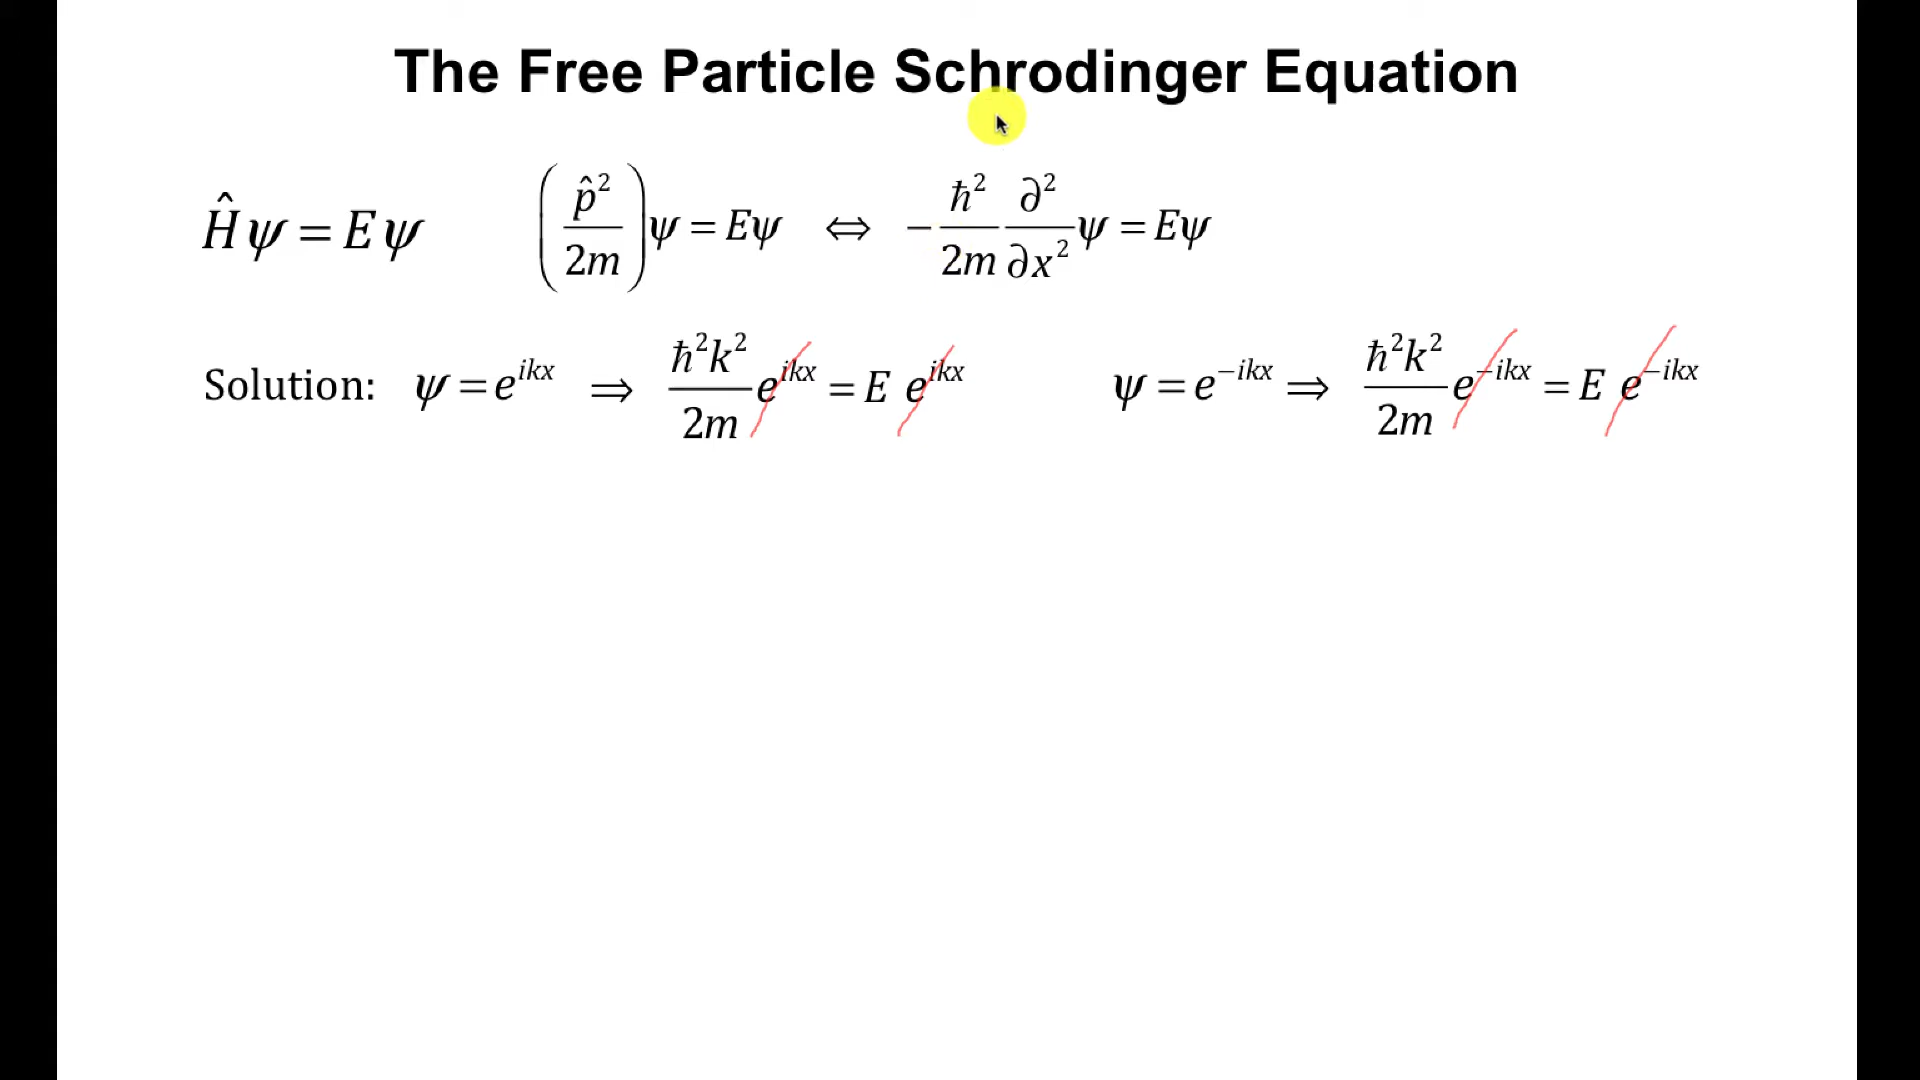 The Free Particle Schrodinger Equation
Ĥψ = Eψ (p̂²/2m)ψ = Eψ ⇔ −ħ²/2m ∂²/∂x² ψ = Eψ
Solution: ψ = e^{ikx} ⇒ ħ²k²/2m e^{ikx} = E e^{ikx} ψ = e^{−ikx} ⇒ ħ²k²/2m e^{−ikx} = E e^{−ikx}